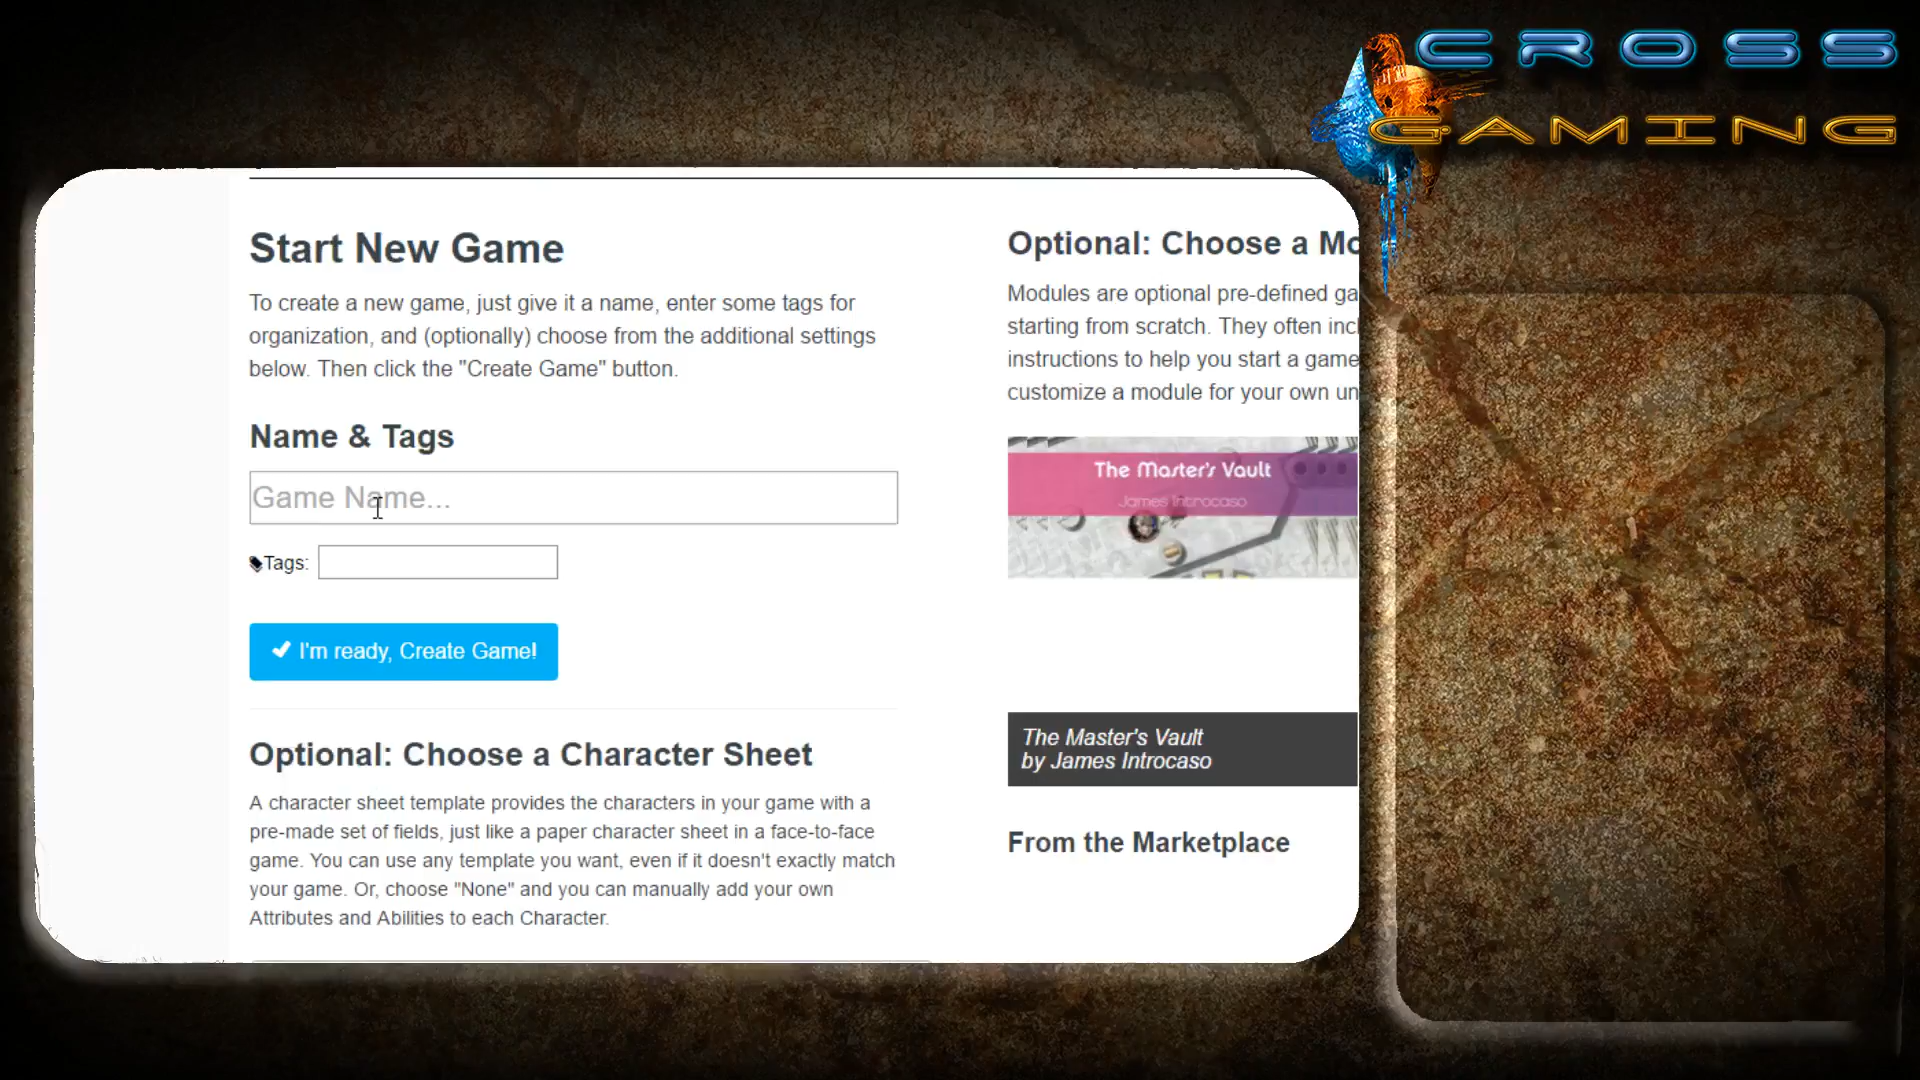 CROSS
GAMING
Start New Game
To create a new game, just give it a name, enter some tags for
organization, and (optionally) choose from the additional settings
below. Then click the "Create Game" button.
Name & Tags
Game Name...
Tags:
I'm ready, Create Game!
Optional: Choose a Character Sheet
A character sheet template provides the characters in your game with a
pre-made set of fields, just like a paper character sheet in a face-to-face
game. You can use any template you want, even if it doesn't exactly match
your game. Or, choose "None" and you can manually add your own
Attributes and Abilities to each Character.
Optional: Choose a Mo
Modules are optional pre-defined ga
starting from scratch. They often incl
instructions to help you start a game
customize a module for your own un
The Master's Vault
James Introcaso
The Master's Vault
by James Introcaso
From the Marketplace